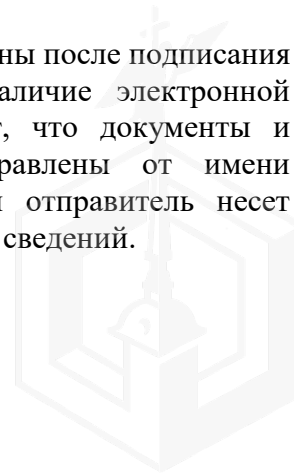 ны после подписания
аличие электронной
, что документы и
равлены от имени
отправитель несет
сведений.